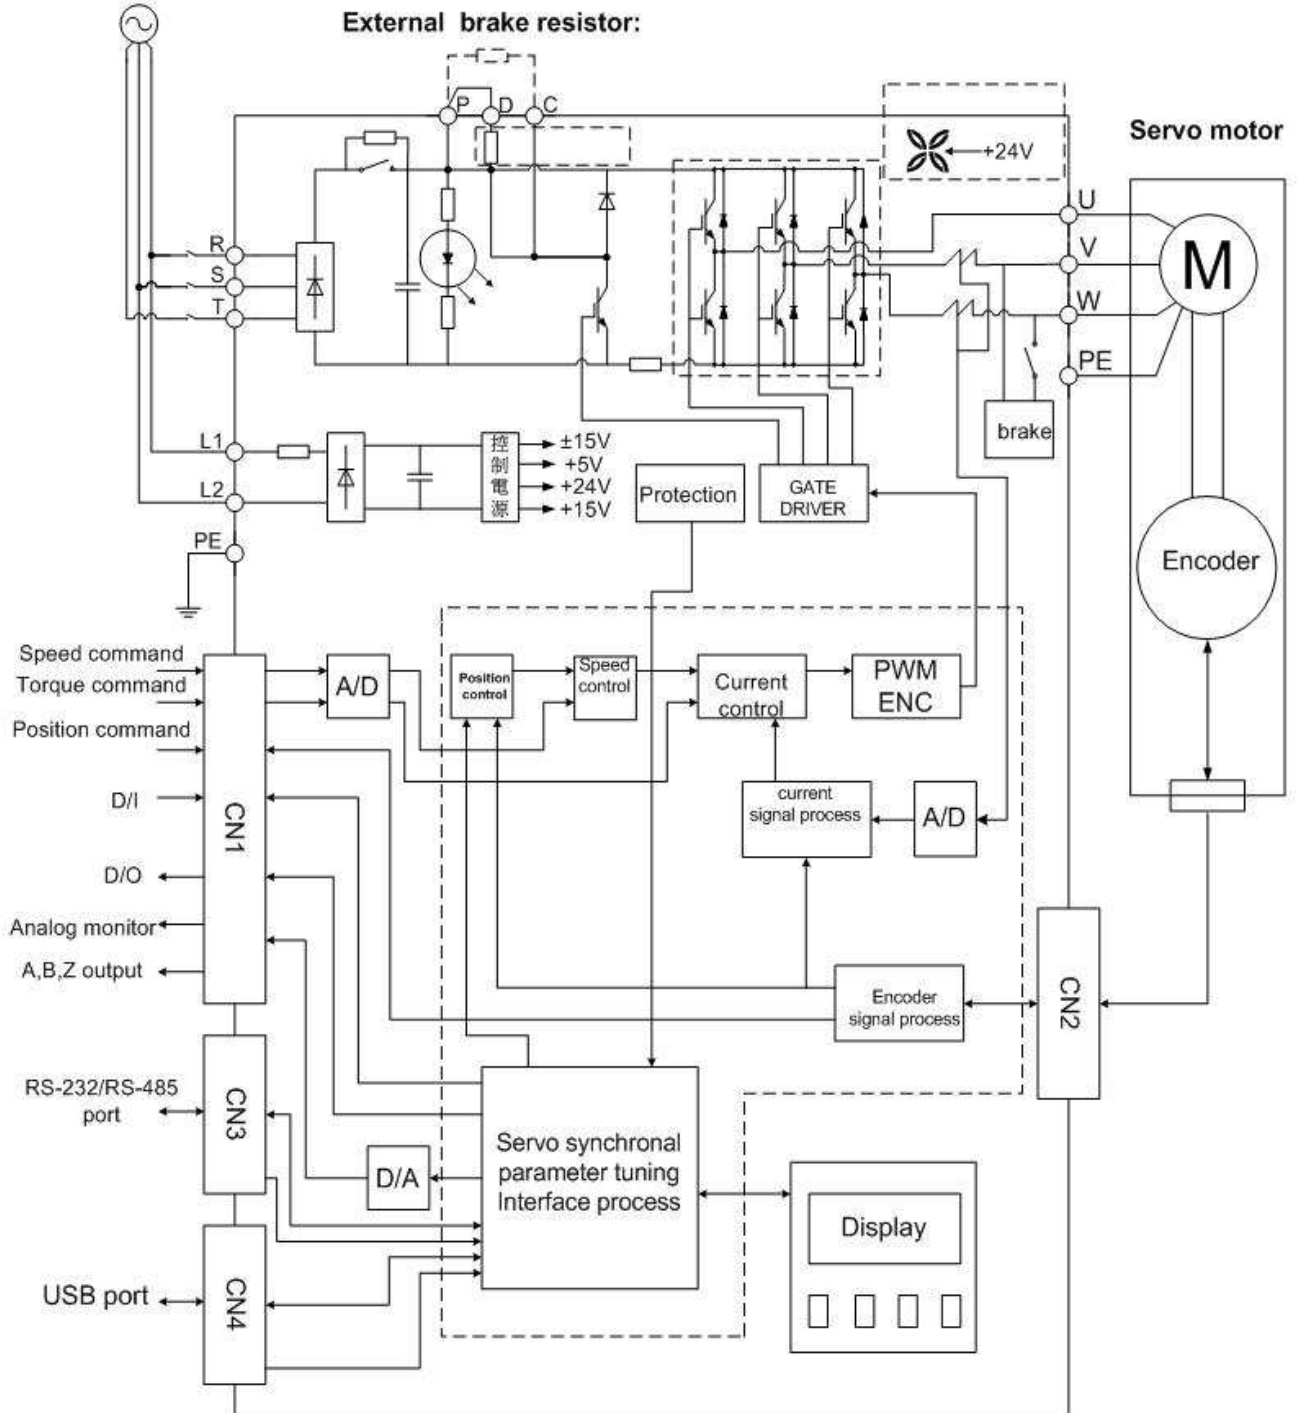 External brake resistor:
P
D
C
+24V
Servo motor
U
V
W
PE
M
R
S
T
brake
L1
L2
PE
控
制
電
源
±15V
+5V
+24V
+15V
Protection
GATE
DRIVER
Encoder
Speed command
Torque command
Position command
D/I
D/O
Analog monitor
A,B,Z output
CN1
A/D
Position
control
Speed
control
Current
control
PWM
ENC
current
signal process
A/D
Encoder
signal process
CN2
RS-232/RS-485
port
CN3
D/A
Servo synchronal
parameter tuning
Interface process
Display
USB port
CN4